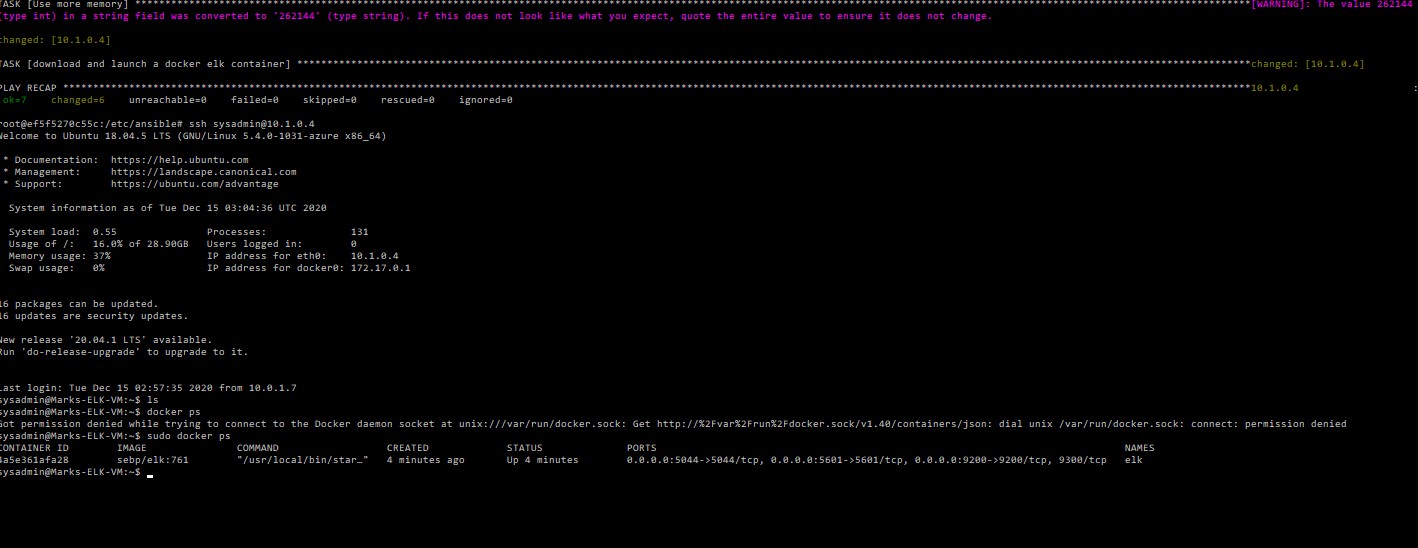 TASK [Use more memory] ******************************************************************************************************************************************************************************************[WARNING]: The value 262144
(type int) in a string field was converted to '262144' (type string). If this does not look like what you expect, quote the entire value to ensure it does not change.
changed: [10.1.0.4]
TASK [download and launch a docker elk container] ***************************************************************************************************************************************************************changed: [10.1.0.4]
PLAY RECAP ******************************************************************************************************************************************************************************************************10.1.0.4 :
ok=7 changed=6 unreachable=0 failed=0 skipped=0 rescued=0 ignored=0
root@ef5f5270c55c:/etc/ansible# ssh sysadmin@10.1.0.4
Welcome to Ubuntu 18.04.5 LTS (GNU/Linux 5.4.0-1031-azure x86_64)
* Documentation: https://help.ubuntu.com
* Management: https://landscape.canonical.com
* Support: https://ubuntu.com/advantage
System information as of Tue Dec 15 03:04:36 UTC 2020
System load: 0.55 Processes: 131
Usage of /: 16.0% of 28.90GB Users logged in: 0
Memory usage: 37% IP address for eth0: 10.1.0.4
Swap usage: 0% IP address for docker0: 172.17.0.1
16 packages can be updated.
16 updates are security updates.
New release '20.04.1 LTS' available.
Run 'do-release-upgrade' to upgrade to it.
Last login: Tue Dec 15 02:57:35 2020 from 10.0.1.7
sysadmin@Marks-ELK-VM:~$ ls
sysadmin@Marks-ELK-VM:~$ docker ps
Got permission denied while trying to connect to the Docker daemon socket at unix:///var/run/docker.sock: Get http://%2Fvar%2Frun%2Fdocker.sock/v1.40/containers/json: dial unix /var/run/docker.sock: connect: permission denied
sysadmin@Marks-ELK-VM:~$ sudo docker ps
CONTAINER ID IMAGE COMMAND CREATED STATUS PORTS NAMES
4a5e361afa28 sebp/elk:761 "/usr/local/bin/star…" 4 minutes ago Up 4 minutes 0.0.0.0:5044->5044/tcp, 0.0.0.0:5601->5601/tcp, 0.0.0.0:9200->9200/tcp, 9300/tcp elk
sysadmin@Marks-ELK-VM:~$